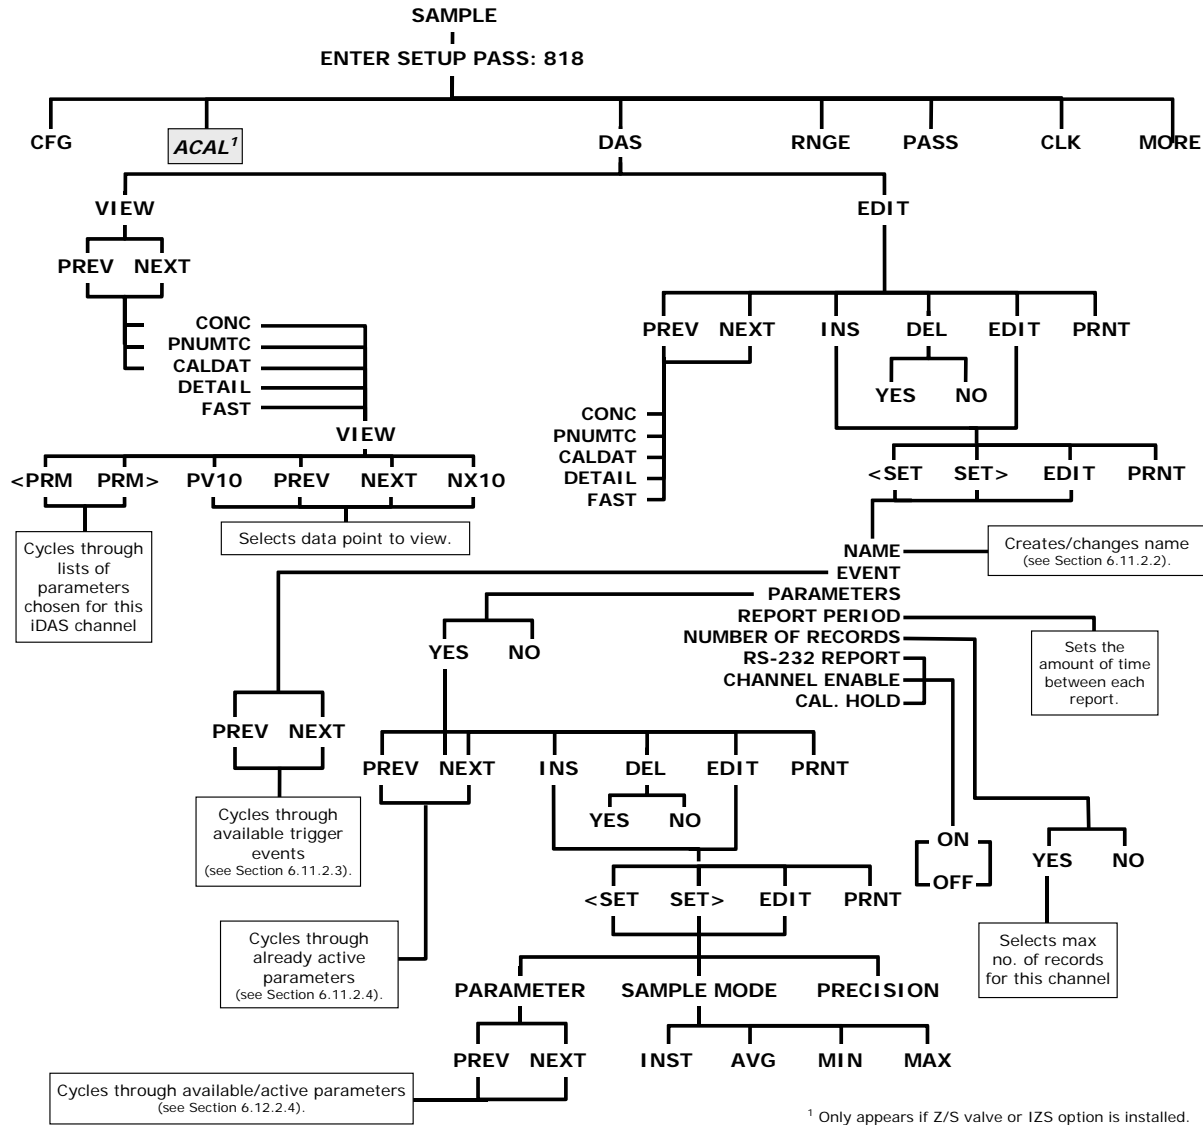 SAMPLE
ENTER SETUP PASS: 818
CFG ACAL1 DAS RNGE PASS CLK MORE
VIEW EDIT
PREV NEXT
CONC
PNUMTC
CALDAT
DETAIL
FAST
VIEW
<PRM PRM> PV10 PREV NEXT NX10
Cycles through
lists of
parameters
chosen for this
iDAS channel
Selects data point to view.
PREV NEXT INS DEL EDIT PRNT
YES NO
CONC
PNUMTC
CALDAT
DETAIL
FAST
<SET SET> EDIT PRNT
NAME
EVENT
PARAMETERS
REPORT PERIOD
NUMBER OF RECORDS
RS-232 REPORT
CHANNEL ENABLE
CAL. HOLD
Creates/changes name
(see Section 6.11.2.2).
Sets the
amount of time
between each
report.
YES NO
PREV NEXT
Cycles through
available trigger
events
(see Section 6.11.2.3).
PREV NEXT INS DEL EDIT PRNT
YES NO
ON
OFF
YES NO
Selects max
no. of records
for this channel
<SET SET> EDIT PRNT
Cycles through
already active
parameters
(see Section 6.11.2.4).
PARAMETER SAMPLE MODE PRECISION
PREV NEXT INST AVG MIN MAX
Cycles through available/active parameters
(see Section 6.12.2.4).
1 Only appears if Z/S valve or IZS option is installed.